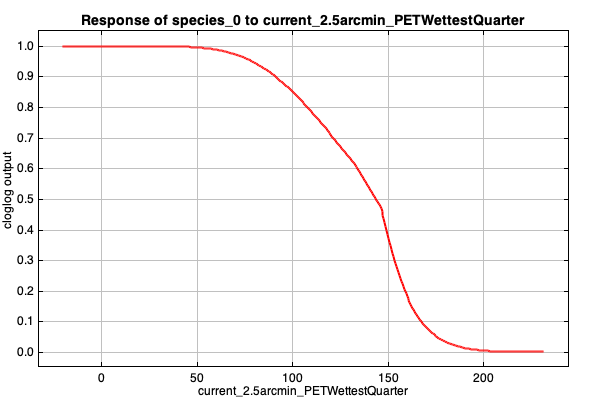 Response of species_0 to current_2.5arcmin_PETWettestQuarter
1.0
0.9
0.8
0.7
0.6
0.5
0.4
0.3
0.2
0.1
0.0
cloglog output
0 50 100 150 200
current_2.5arcmin_PETWettestQuarter